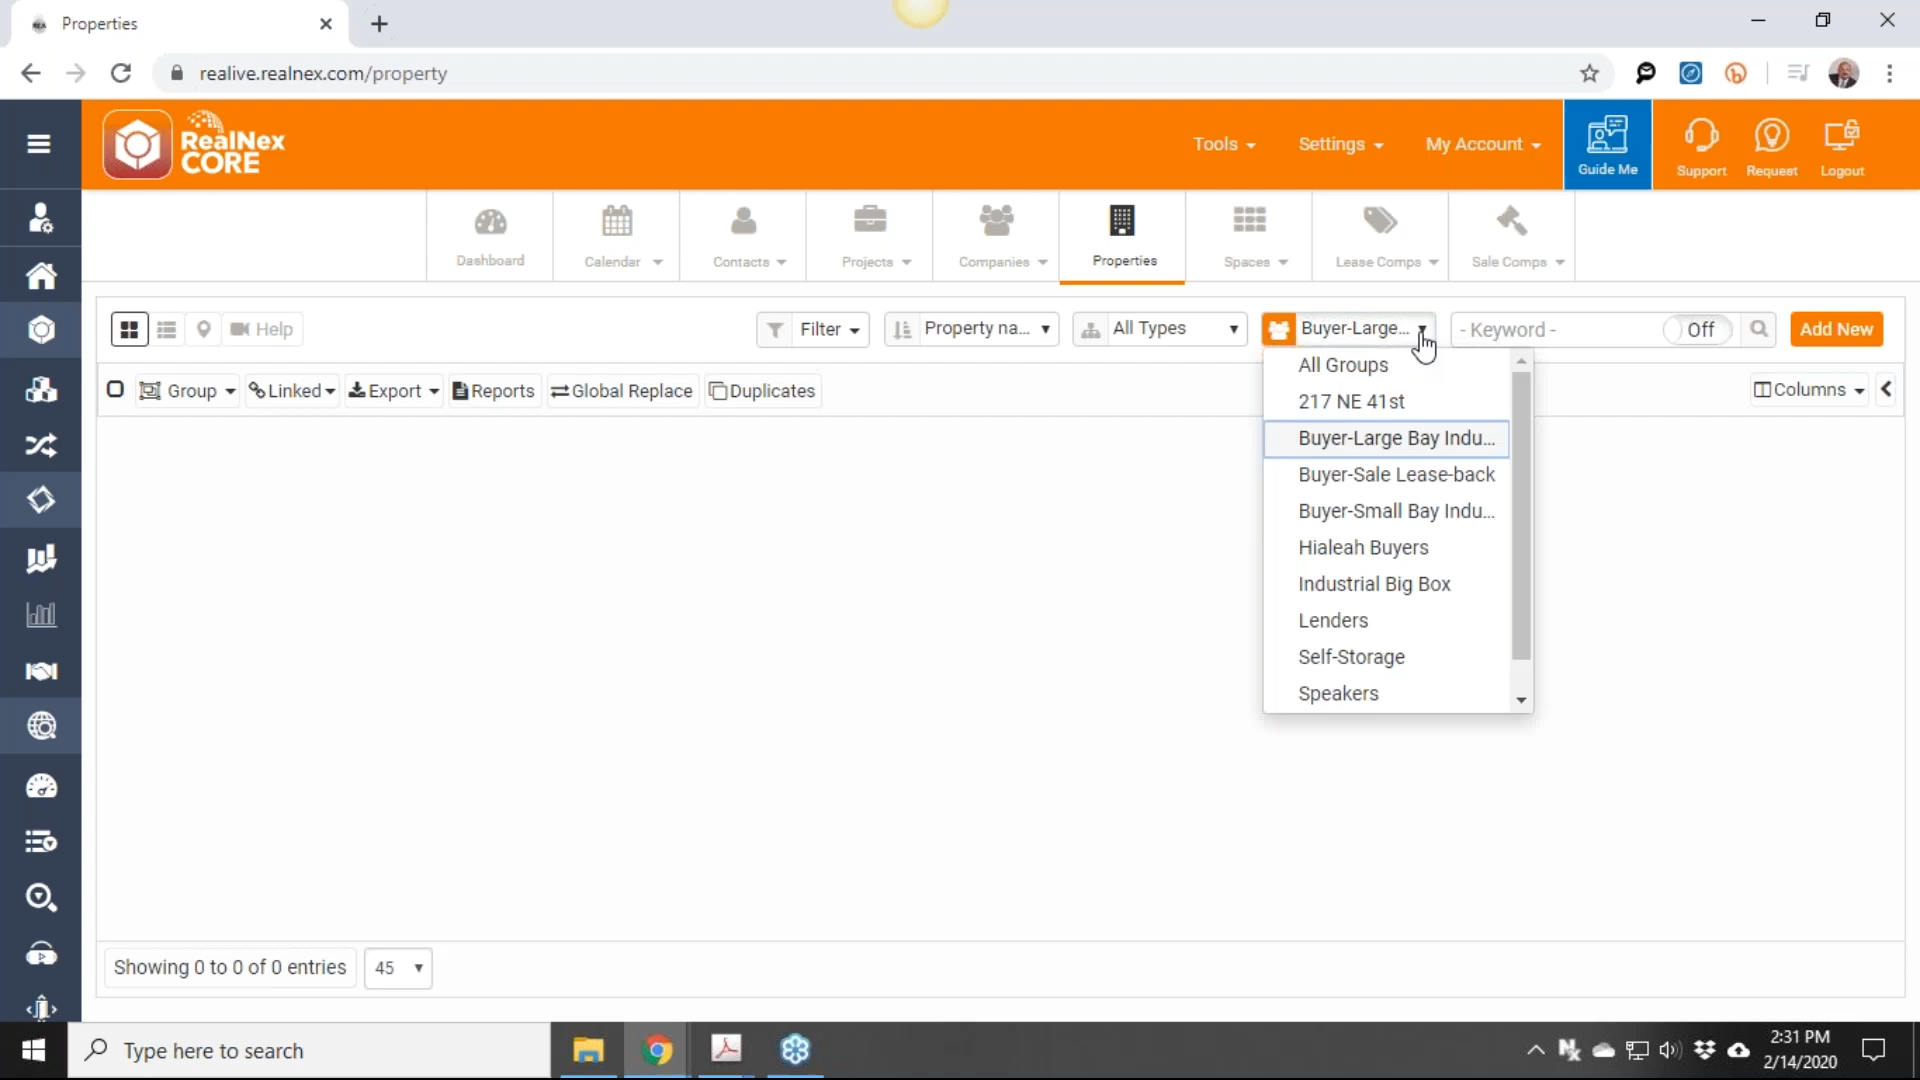 Properties
realive.realnex.com/property
RealNex
CORE
Tools
Settings
My Account
Guide Me
Support
Request
Logout
Dashboard
Calendar
Contacts
Projects
Companies
Properties
Spaces
Lease Comps
Sale Comps
Help
Filter
Property na...
All Types
Buyer-Large...
- Keyword -
Off
Add New
Group
Linked
Export
Reports
Global Replace
Duplicates
Columns
All Groups
217 NE 41st
Buyer-Large Bay Indu...
Buyer-Sale Lease-back
Buyer-Small Bay Indu...
Hialeah Buyers
Industrial Big Box
Lenders
Self-Storage
Speakers
Showing 0 to 0 of 0 entries
45
Type here to search
2:31 PM
2/14/2020